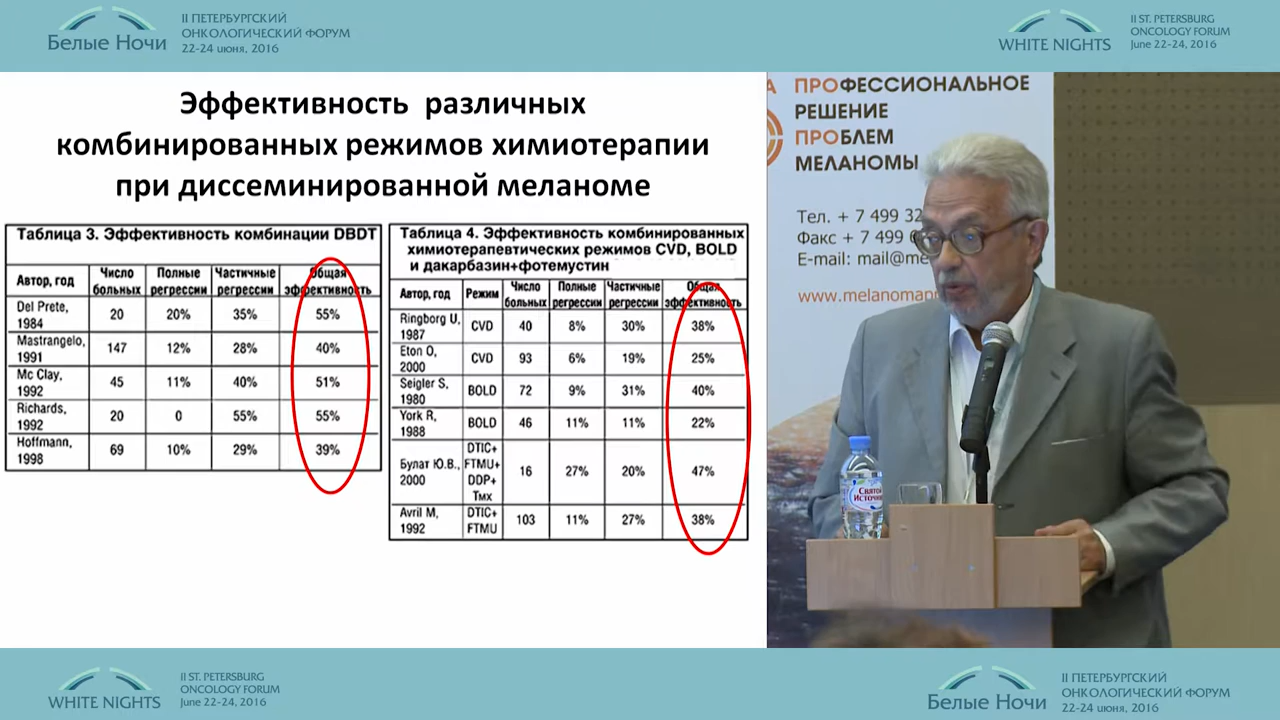 Белые Ночи
II ПЕТЕРБУРГСКИЙ
ОНКОЛОГИЧЕСКИЙ ФОРУМ
22-24 июня, 2016
WHITE NIGHTS
II ST. PETERSBURG
ONCOLOGY FORUM
June 22-24, 2016
Эффективность различных
комбинированных режимов химиотерапии
при диссеминированной меланоме
Таблица 3. Эффективность комбинации DBDT
Автор, год Число больных Полные регрессии Частичные регрессии Общая эффективность
Del Prete, 1984 20 20% 35% 55%
Mastrangelo, 1991 147 12% 28% 40%
Mc Clay, 1992 45 11% 40% 51%
Richards, 1992 20 0 55% 55%
Hoffmann, 1998 69 10% 29% 39%
Таблица 4. Эффективность комбинированных
химиотерапевтических режимов CVD, BOLD
и дакарбазин+фотемустин
Автор, год Режим Число больных Полные регрессии Частичные регрессии Общая эффективность
Ringborg U, 1987 CVD 40 8% 30% 38%
Eton O, 2000 CVD 93 6% 19% 25%
Seigler S, 1980 BOLD 72 9% 31% 40%
York R, 1988 BOLD 46 11% 11% 22%
Булат Ю.В., 2000 DTIC+ FTMU+ DDP+ Тмх 16 27% 20% 47%
Avril M, 1992 DTIC+ FTMU 103 11% 27% 38%
ПРОФЕССИОНАЛЬНОЕ
РЕШЕНИЕ
ПРОБЛЕМ
МЕЛАНОМЫ
Тел. + 7 499 32
Факс + 7 499
E-mail: mail@me
www.melanomap
Святой
Источник
WHITE NIGHTS
II ST. PETERSBURG
ONCOLOGY FORUM
June 22-24, 2016
Белые Ночи
II ПЕТЕРБУРГСКИЙ
ОНКОЛОГИЧЕСКИЙ ФОРУМ
22-24 июня, 2016